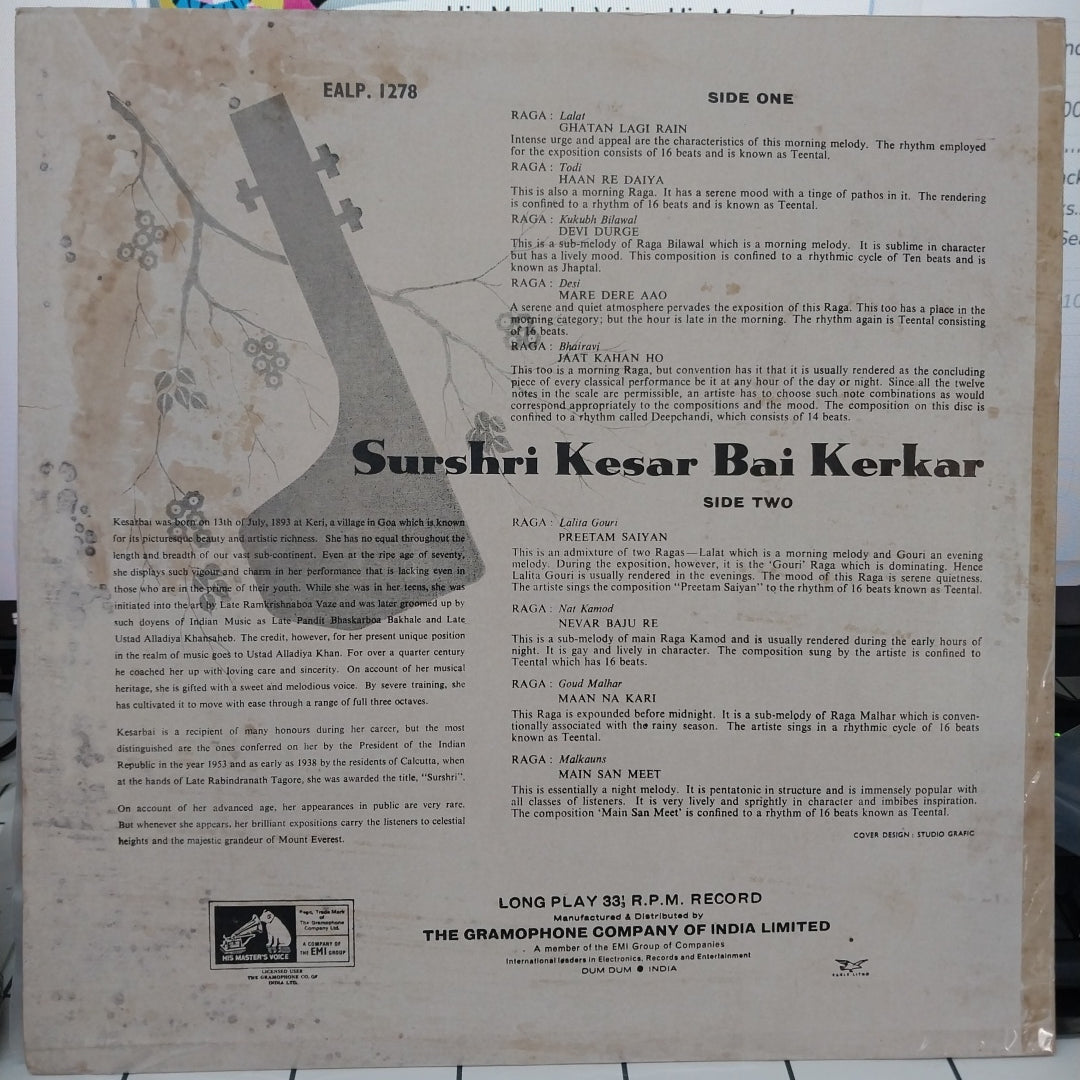 EALP. 1278
SIDE ONE
RAGA : Lalat
GHATAN LAGI RAIN
Intense urge and appeal are the characteristics of this morning melody. The rhythm employed
for the exposition consists of 16 beats and is known as Teental.
RAGA : Todi
HAAN RE DAIYA
This is also a morning Raga. It has a serene mood with a tinge of pathos in it. The rendering
is confined to a rhythm of 16 beats and is known as Teental.
RAGA : Kukubh Bilawal
DEVI DURGE
This is a sub-melody of Raga Bilawal which is a morning melody. It is sublime in character
but has a lively mood. This composition is confined to a rhythmic cycle of Ten beats and is
known as Jhaptal.
RAGA : Desi
MARE DERE AAO
A serene and quiet atmosphere pervades the exposition of this Raga. This too has a place in the
morning category; but the hour is late in the morning. The rhythm again is Teental consisting
of 16 beats.
RAGA : Bhairavi
JAAT KAHAN HO
This too is a morning Raga, but convention has it that it is usually rendered as the concluding
piece of every classical performance be it at any hour of the day or night. Since all the twelve
notes in the scale are permissible, an artiste has to choose such note combinations as would
correspond appropriately to the compositions and the mood. The composition on this disc is
confined to a rhythm called Deepchandi, which consists of 14 beats.
Surshri Kesar Bai Kerkar
Kesarbai was born on 13th of July, 1893 at Keri, a village in Goa which is known
for its picturesque beauty and artistic richness. She has no equal throughout the
length and breadth of our vast sub-continent. Even at the ripe age of seventy,
she displays such vigour and charm in her performance that is lacking even in
those who are in the prime of their youth. While she was in her teens, she was
initiated into the art by Late Ramkrishnaboa Vaze and was later groomed up by
such doyens of Indian Music as Late Pandit Bhaskarboa Bakhale and Late
Ustad Alladiya Khansaheb. The credit, however, for her present unique position
in the realm of music goes to Ustad Alladiya Khan. For over a quarter century
he coached her up with loving care and sincerity. On account of her musical
heritage, she is gifted with a sweet and melodious voice. By severe training, she
has cultivated it to move with ease through a range of full three octaves.
Kesarbai is a recipient of many honours during her career, but the most
distinguished are the ones conferred on her by the President of the Indian
Republic in the year 1953 and as early as 1938 by the residents of Calcutta, when
at the hands of Late Rabindranath Tagore, she was awarded the title, "Surshri".
On account of her advanced age, her appearances in public are very rare.
But whenever she appears, her brilliant expositions carry the listeners to celestial
heights and the majestic grandeur of Mount Everest.
SIDE TWO
RAGA : Lalita Gouri
PREETAM SAIYAN
This is an admixture of two Ragas—Lalat which is a morning melody and Gouri an evening
melody. During the exposition, however, it is the 'Gouri' Raga which is dominating. Hence
Lalita Gouri is usually rendered in the evenings. The mood of this Raga is serene quietness.
The artiste sings the composition "Preetam Saiyan" to the rhythm of 16 beats known as Teental.
RAGA : Nat Kamod
NEVAR BAJU RE
This is a sub-melody of main Raga Kamod and is usually rendered during the early hours of
night. It is gay and lively in character. The composition sung by the artiste is confined to
Teental which has 16 beats.
RAGA : Goud Malhar
MAAN NA KARI
This Raga is expounded before midnight. It is a sub-melody of Raga Malhar which is conven-
tionally associated with the rainy season. The artiste sings in a rhythmic cycle of 16 beats
known as Teental.
RAGA : Malkauns
MAIN SAN MEET
This is essentially a night melody. It is pentatonic in structure and is immensely popular with
all classes of listeners. It is very lively and sprightly in character and imbibes inspiration.
The composition 'Main San Meet' is confined to a rhythm of 16 beats known as Teental.
COVER DESIGN : STUDIO GRAFIC
Regd. Trade Mark
of
The Gramophone
Company Ltd.
A COMPANY OF
THE EMI GROUP
HIS MASTER'S VOICE
LICENSED USER
THE GRAMOPHONE CO. OF
INDIA LTD.
LONG PLAY 33⅓ R.P.M. RECORD
Manufactured & Distributed by
THE GRAMOPHONE COMPANY OF INDIA LIMITED
A member of the EMI Group of Companies
International leaders in Electronics, Records and Entertainment
DUM DUM ● INDIA
EAGLE LITHO